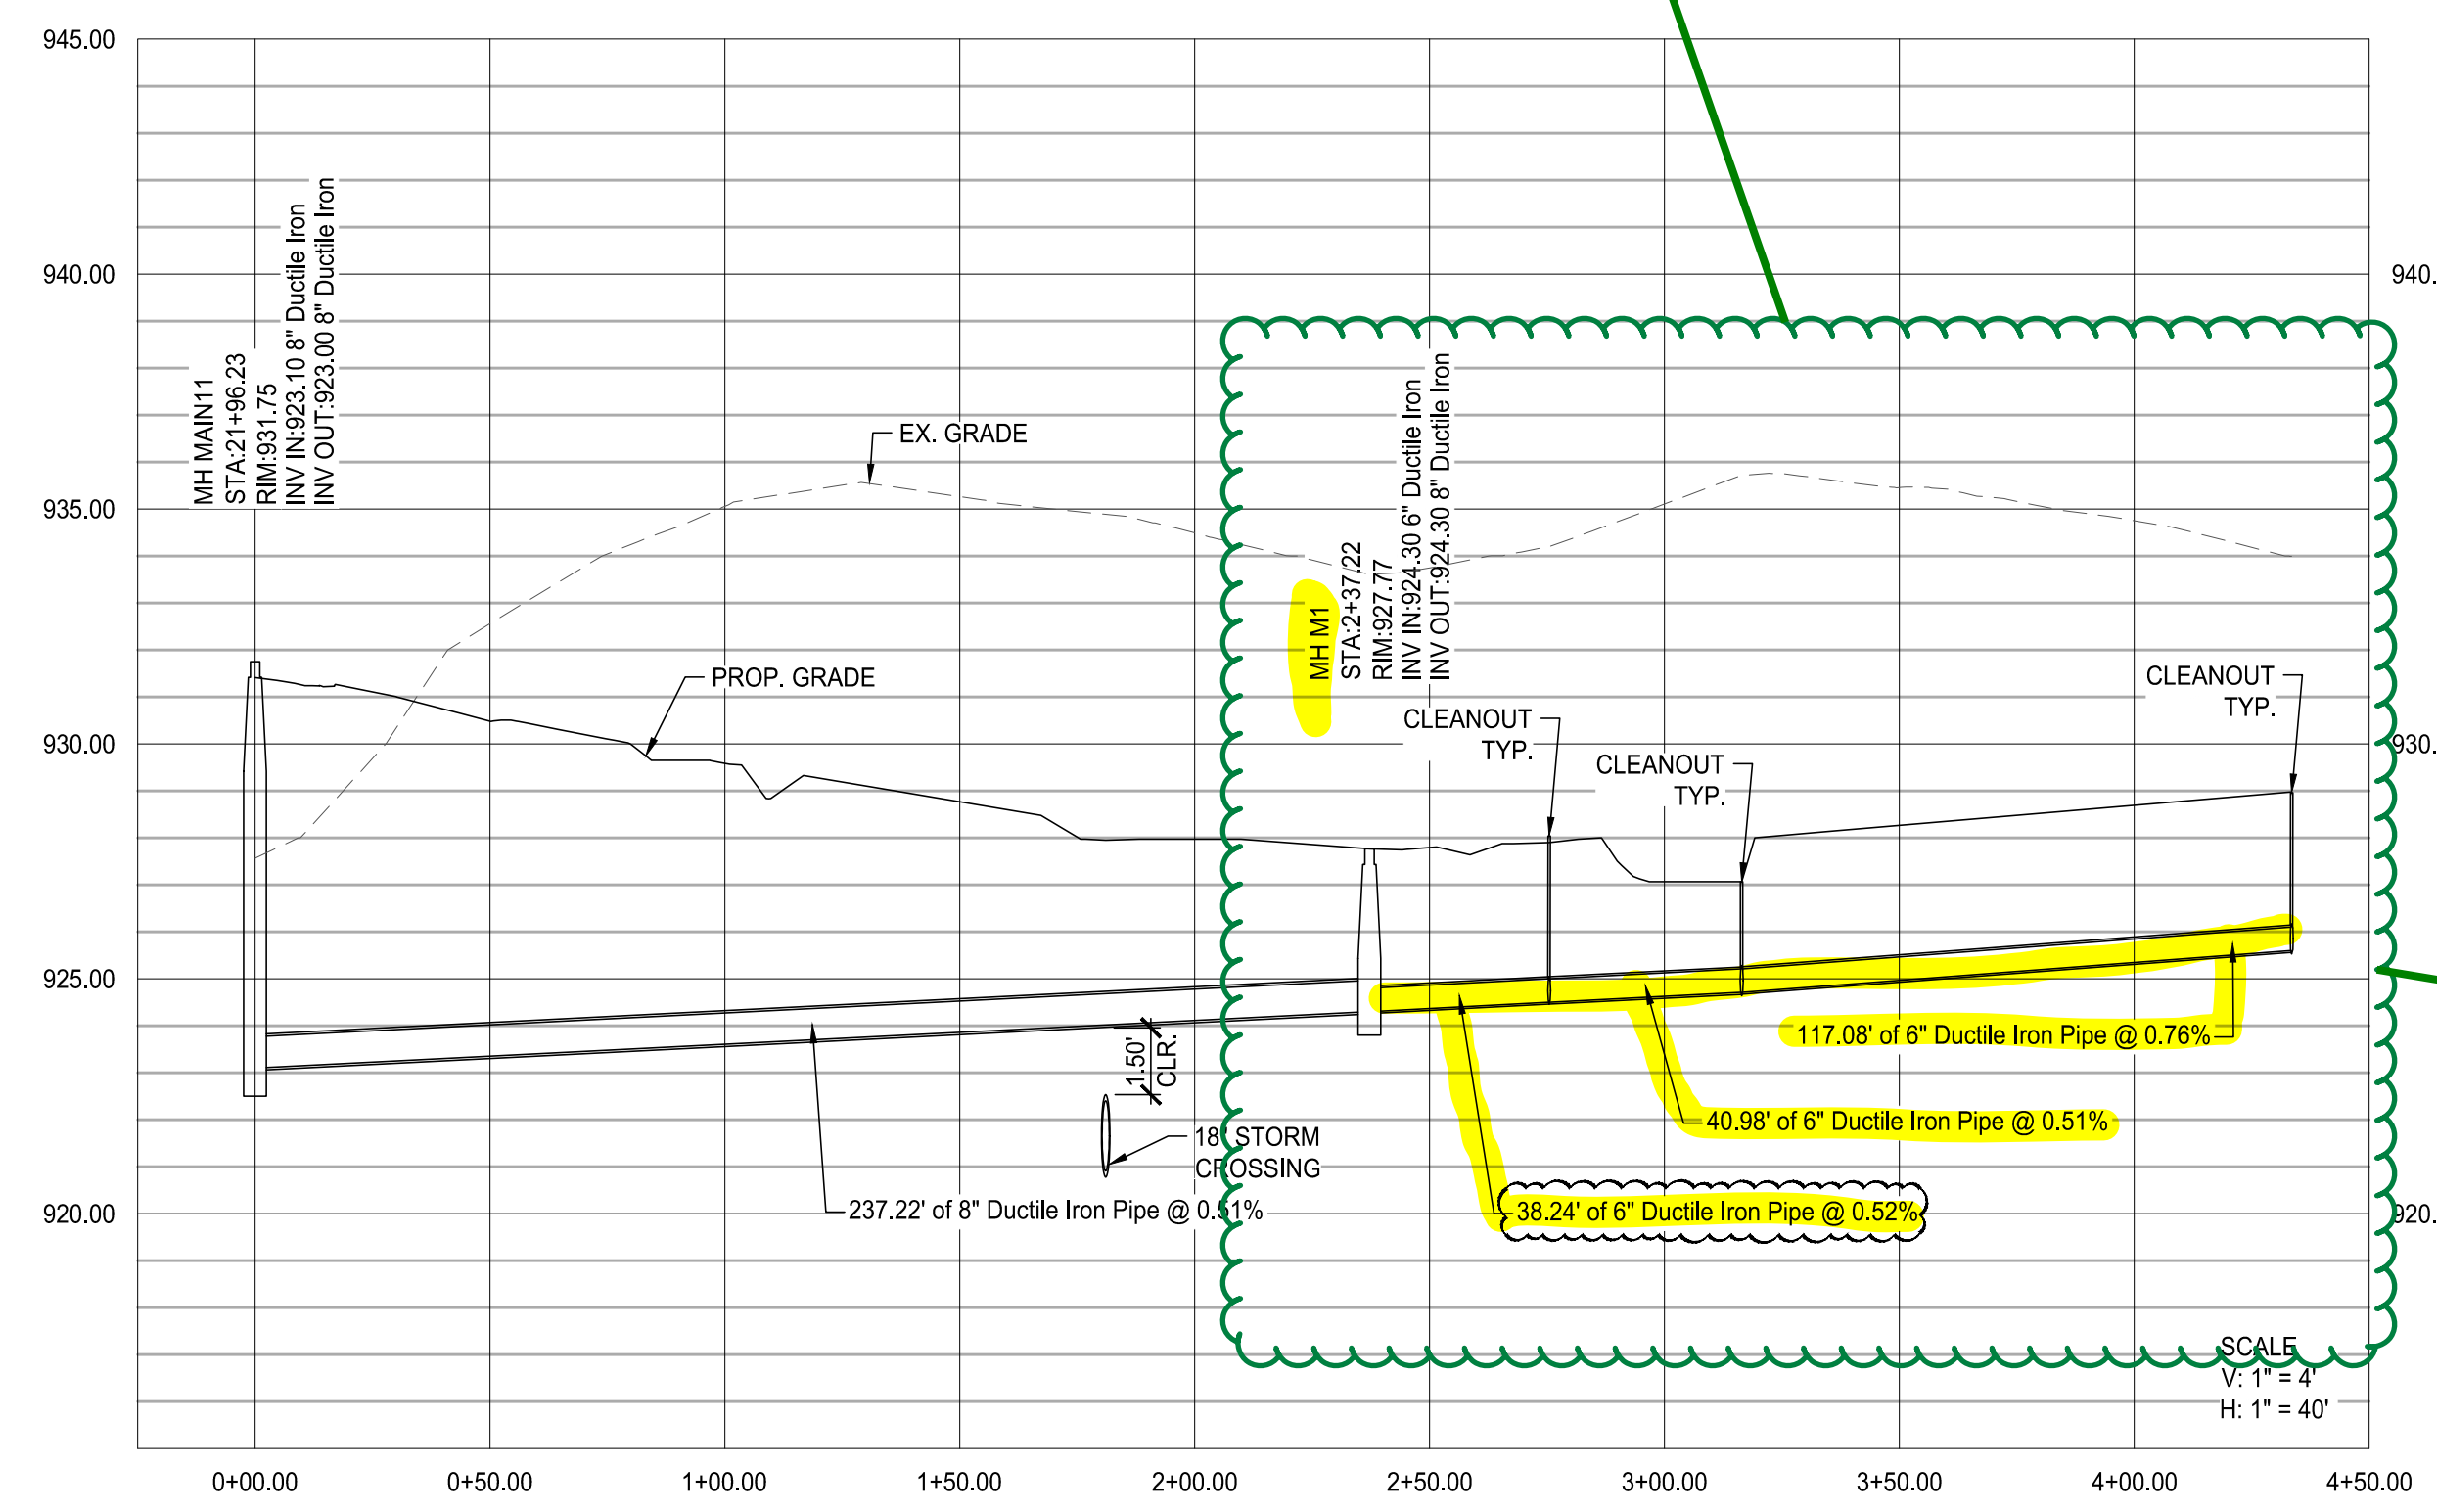 945.00
940.00
935.00
930.00
925.00
920.00
940.
930.
920.
MH MAIN11
STA:21+96.23
RIM:931.75
INV IN:923.10 8" Ductile Iron
INV OUT:923.00 8" Ductile Iron
EX. GRADE
PROP. GRADE
MH M1
STA:2+37.22
RIM:927.77
INV IN:924.30 6" Ductile Iron
INV OUT:924.30 8" Ductile Iron
CLEANOUT
TYP.
CLEANOUT
TYP.
CLEANOUT
TYP.
1.50'
CLR.
18" STORM
CROSSING
237.22' of 8" Ductile Iron Pipe @ 0.51%
38.24' of 6" Ductile Iron Pipe @ 0.52%
40.98' of 6" Ductile Iron Pipe @ 0.51%
117.08' of 6" Ductile Iron Pipe @ 0.76%
SCALE
V: 1" = 4'
H: 1" = 40'
0+00.00
0+50.00
1+00.00
1+50.00
2+00.00
2+50.00
3+00.00
3+50.00
4+00.00
4+50.00